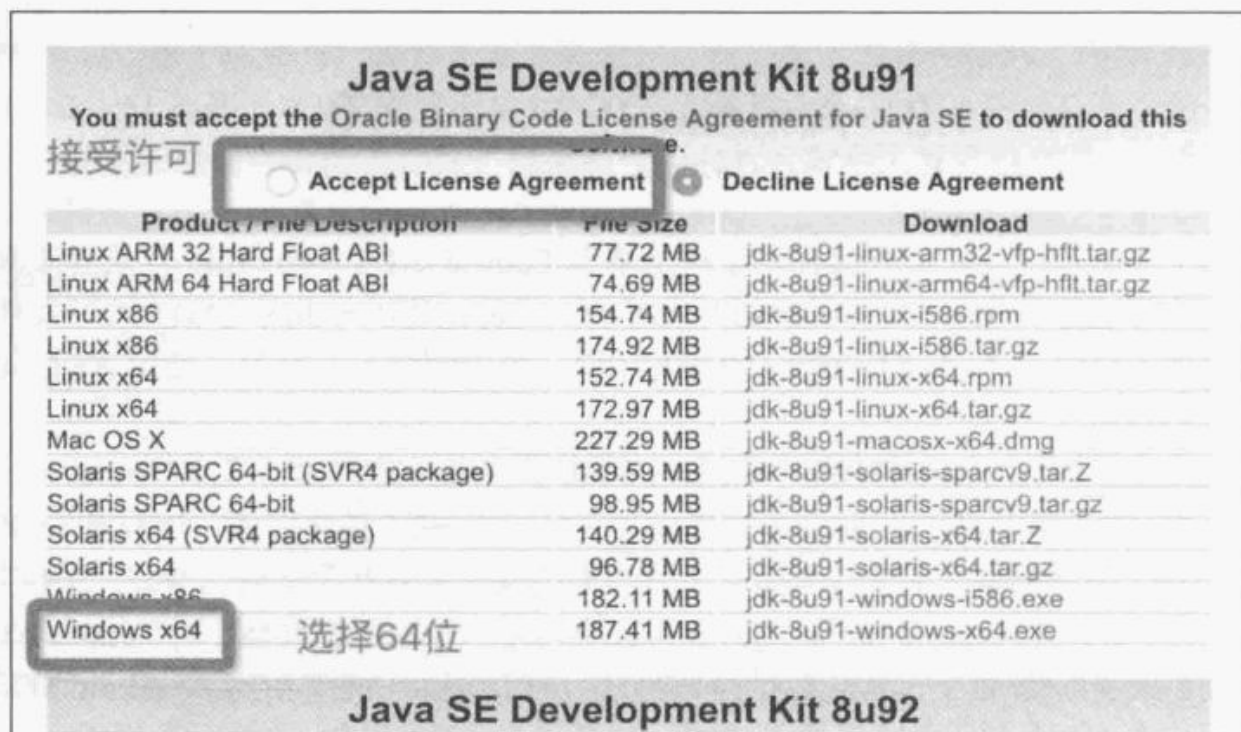 Java SE Development Kit 8u91
You must accept the Oracle Binary Code License Agreement for Java SE to download this
software.
接受许可
Accept License Agreement Decline License Agreement
Product / File Description File Size Download
Linux ARM 32 Hard Float ABI 77.72 MB jdk-8u91-linux-arm32-vfp-hflt.tar.gz
Linux ARM 64 Hard Float ABI 74.69 MB jdk-8u91-linux-arm64-vfp-hflt.tar.gz
Linux x86 154.74 MB jdk-8u91-linux-i586.rpm
Linux x86 174.92 MB jdk-8u91-linux-i586.tar.gz
Linux x64 152.74 MB jdk-8u91-linux-x64.rpm
Linux x64 172.97 MB jdk-8u91-linux-x64.tar.gz
Mac OS X 227.29 MB jdk-8u91-macosx-x64.dmg
Solaris SPARC 64-bit (SVR4 package) 139.59 MB jdk-8u91-solaris-sparcv9.tar.Z
Solaris SPARC 64-bit 98.95 MB jdk-8u91-solaris-sparcv9.tar.gz
Solaris x64 (SVR4 package) 140.29 MB jdk-8u91-solaris-x64.tar.Z
Solaris x64 96.78 MB jdk-8u91-solaris-x64.tar.gz
Windows x86 182.11 MB jdk-8u91-windows-i586.exe
Windows x64 选择64位 187.41 MB jdk-8u91-windows-x64.exe
Java SE Development Kit 8u92